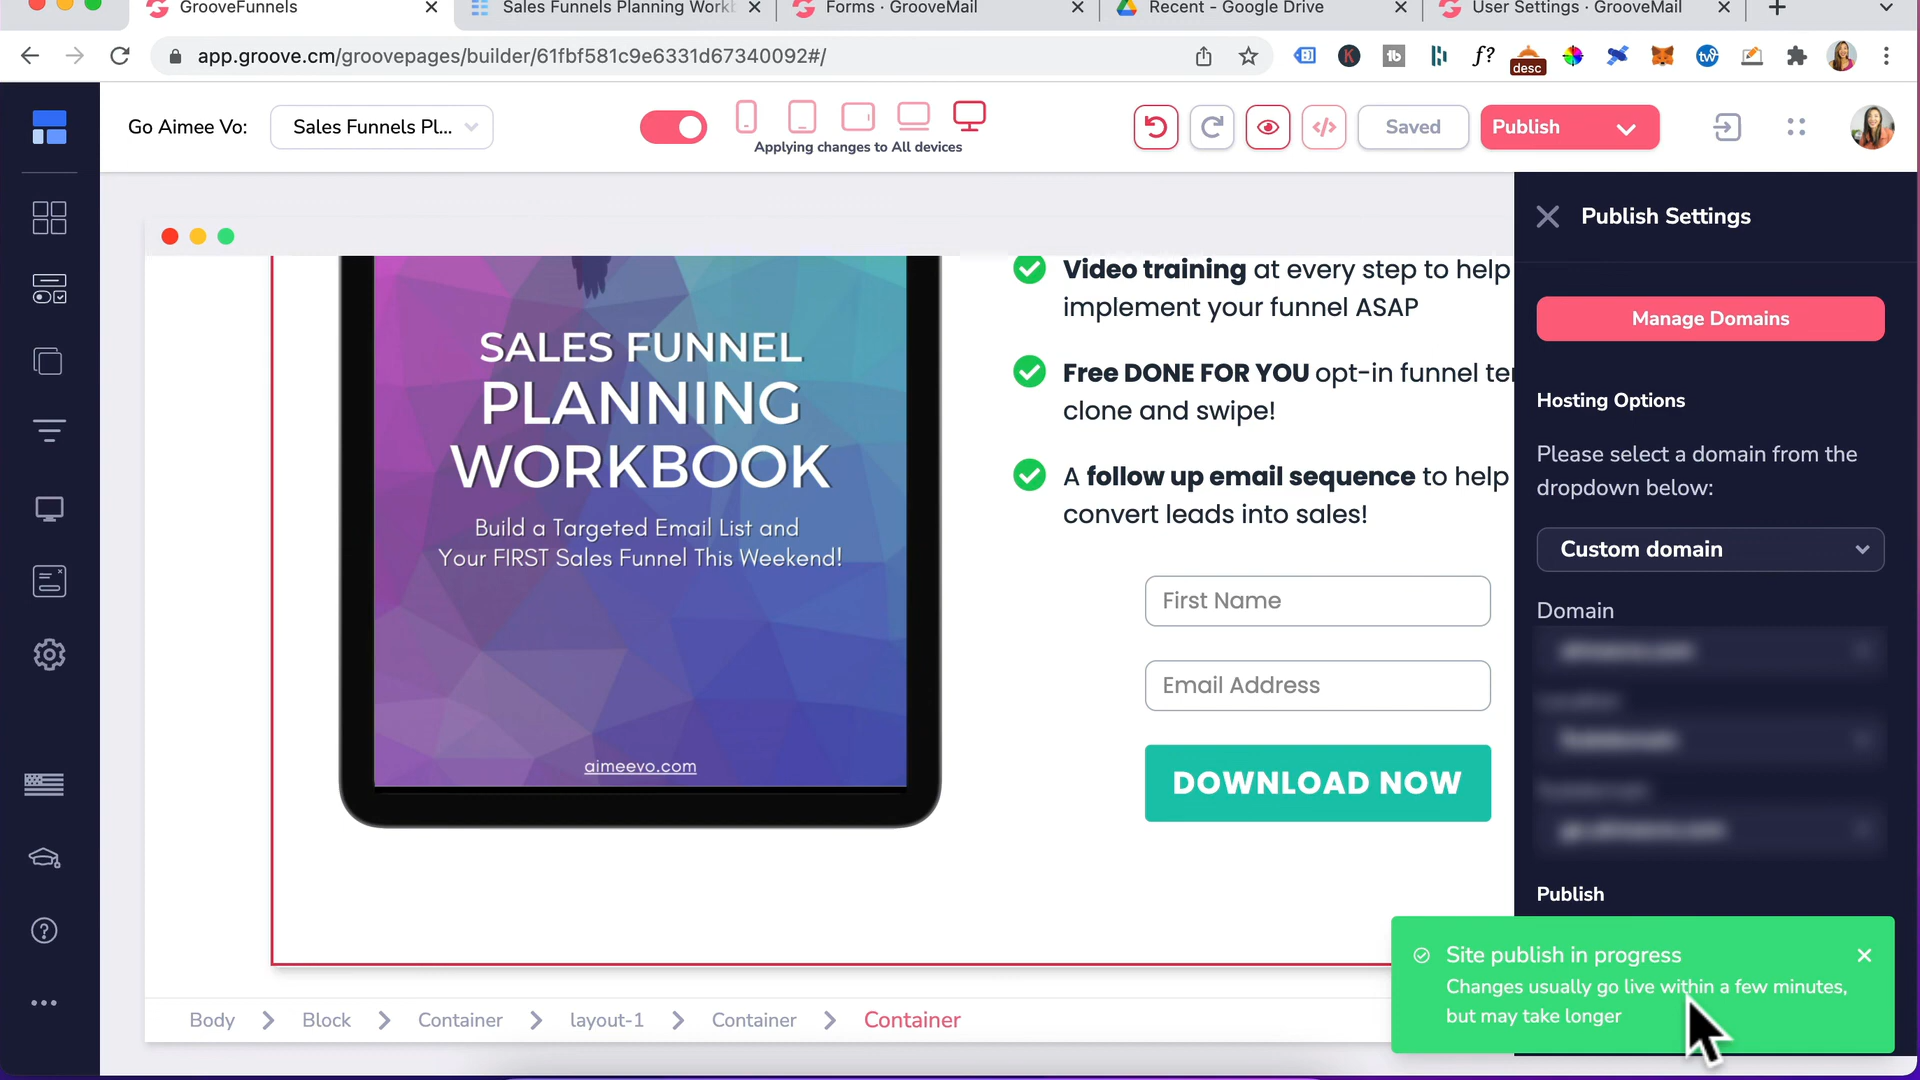 GrooveFunnels
Sales Funnels Planning Workb
Forms · GrooveMail
Recent - Google Drive
User Settings · GrooveMail
app.groove.cm/groovepages/builder/61fbf581c9e6331d67340092#/
desc
Go Aimee Vo:
Sales Funnels Pl...
Applying changes to All devices
Saved
Publish
SALES FUNNEL
PLANNING
WORKBOOK
Build a Targeted Email List and
Your FIRST Sales Funnel This Weekend!
aimeevo.com
Video training at every step to help
implement your funnel ASAP
Free DONE FOR YOU opt-in funnel te
clone and swipe!
A follow up email sequence to help
convert leads into sales!
First Name
Email Address
DOWNLOAD NOW
Publish Settings
Manage Domains
Hosting Options
Please select a domain from the
dropdown below:
Custom domain
Domain
Publish
Site publish in progress
Changes usually go live within a few minutes,
but may take longer
Body
Block
Container
layout-1
Container
Container